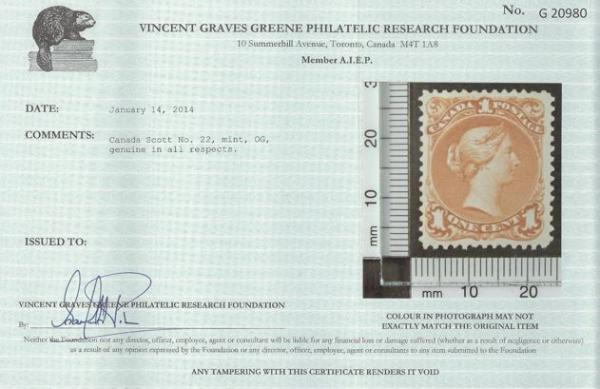 No. G 20980
VINCENT GRAVES GREENE PHILATELIC RESEARCH FOUNDATION
10 Summerhill Avenue, Toronto, Canada M4T 1A8
Member A.I.E.P.
DATE: January 14, 2014
COMMENTS: Canada Scott No. 22, mint, OG,
genuine in all respects.
CANADA 1 POSTAGE
1 ONE CENT 1
20
10
mm
mm 10 20
ISSUED TO:
VINCENT GRAVES GREENE PHILATELIC RESEARCH FOUNDATION
By:
COLOUR IN PHOTOGRAPH MAY NOT
EXACTLY MATCH THE ORIGINAL ITEM
Neither the Foundation nor any director, officer, employee, agent or consultant will be liable for any financial loss or damage suffered (whether as a result of negligence or otherwise)
as a result of any opinion expressed by the Foundation or any director, officer, employee, agent or consultants to any item submitted to the Foundation
ANY TAMPERING WITH THIS CERTIFICATE RENDERS IT VOID